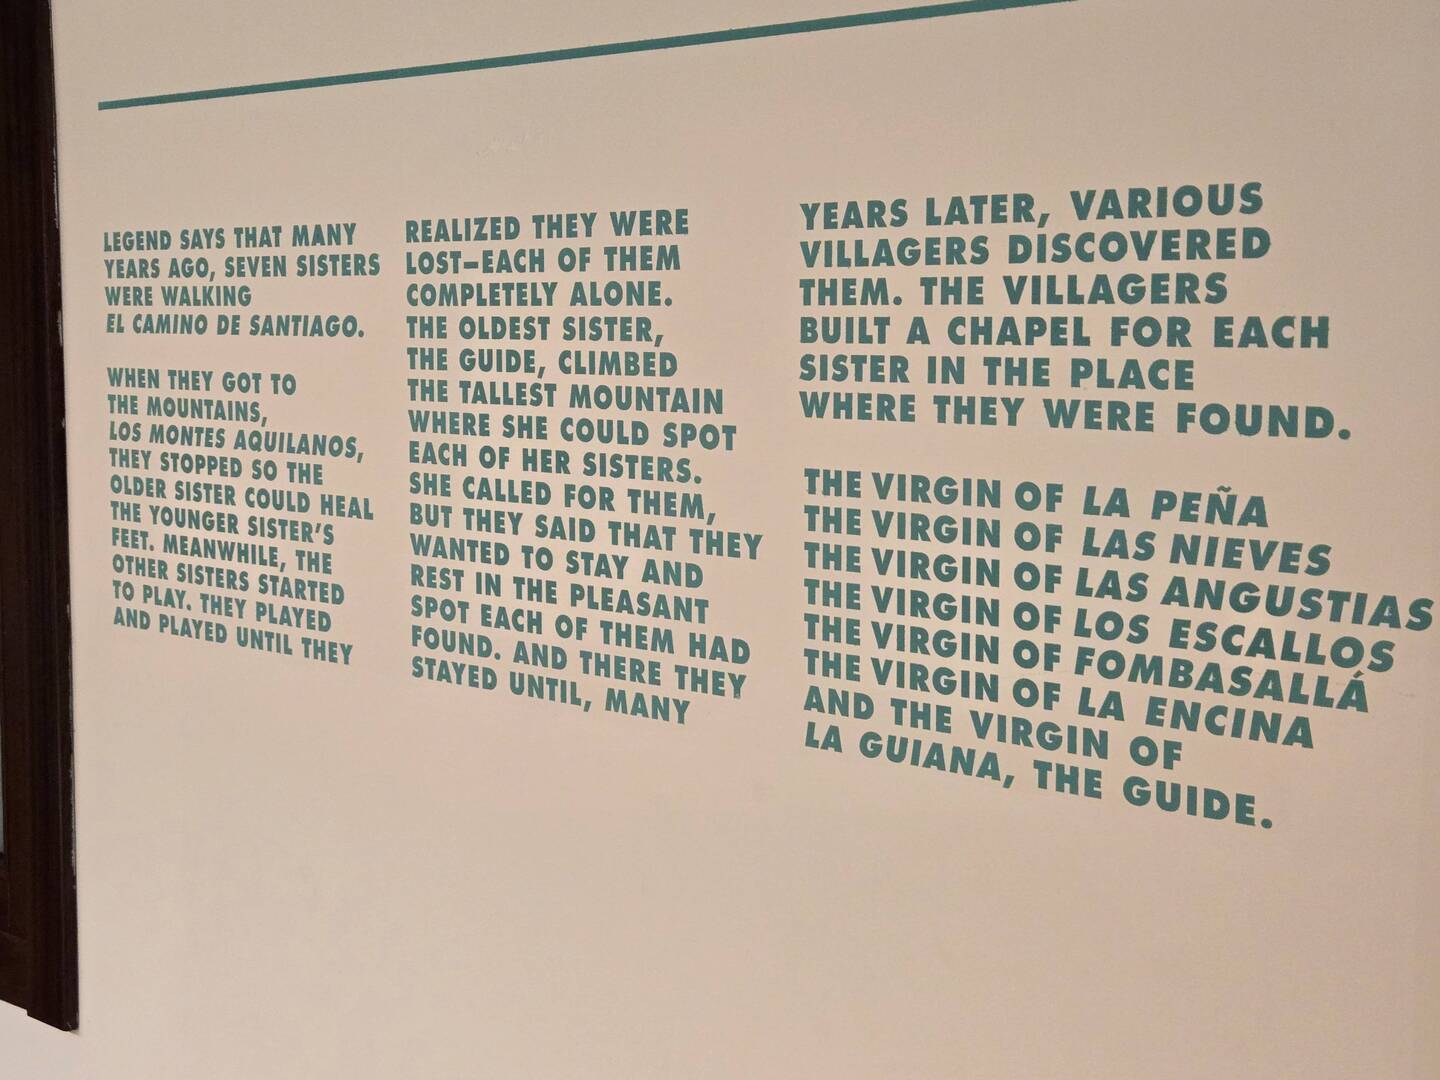 LEGEND SAYS THAT MANY
YEARS AGO, SEVEN SISTERS
WERE WALKING
EL CAMINO DE SANTIAGO.
WHEN THEY GOT TO
THE MOUNTAINS,
LOS MONTES AQUILANOS,
THEY STOPPED SO THE
OLDER SISTER COULD HEAL
THE YOUNGER SISTER'S
FEET. MEANWHILE, THE
OTHER SISTERS STARTED
TO PLAY. THEY PLAYED
AND PLAYED UNTIL THEY
REALIZED THEY WERE
LOST–EACH OF THEM
COMPLETELY ALONE.
THE OLDEST SISTER,
THE GUIDE, CLIMBED
THE TALLEST MOUNTAIN
WHERE SHE COULD SPOT
EACH OF HER SISTERS.
SHE CALLED FOR THEM,
BUT THEY SAID THAT THEY
WANTED TO STAY AND
REST IN THE PLEASANT
SPOT EACH OF THEM HAD
FOUND. AND THERE THEY
STAYED UNTIL, MANY
YEARS LATER, VARIOUS
VILLAGERS DISCOVERED
THEM. THE VILLAGERS
BUILT A CHAPEL FOR EACH
SISTER IN THE PLACE
WHERE THEY WERE FOUND.
THE VIRGIN OF LA PEÑA
THE VIRGIN OF LAS NIEVES
THE VIRGIN OF LAS ANGUSTIAS
THE VIRGIN OF LOS ESCALLOS
THE VIRGIN OF FOMBASALLÁ
THE VIRGIN OF LA ENCINA
AND THE VIRGIN OF
LA GUIANA, THE GUIDE.